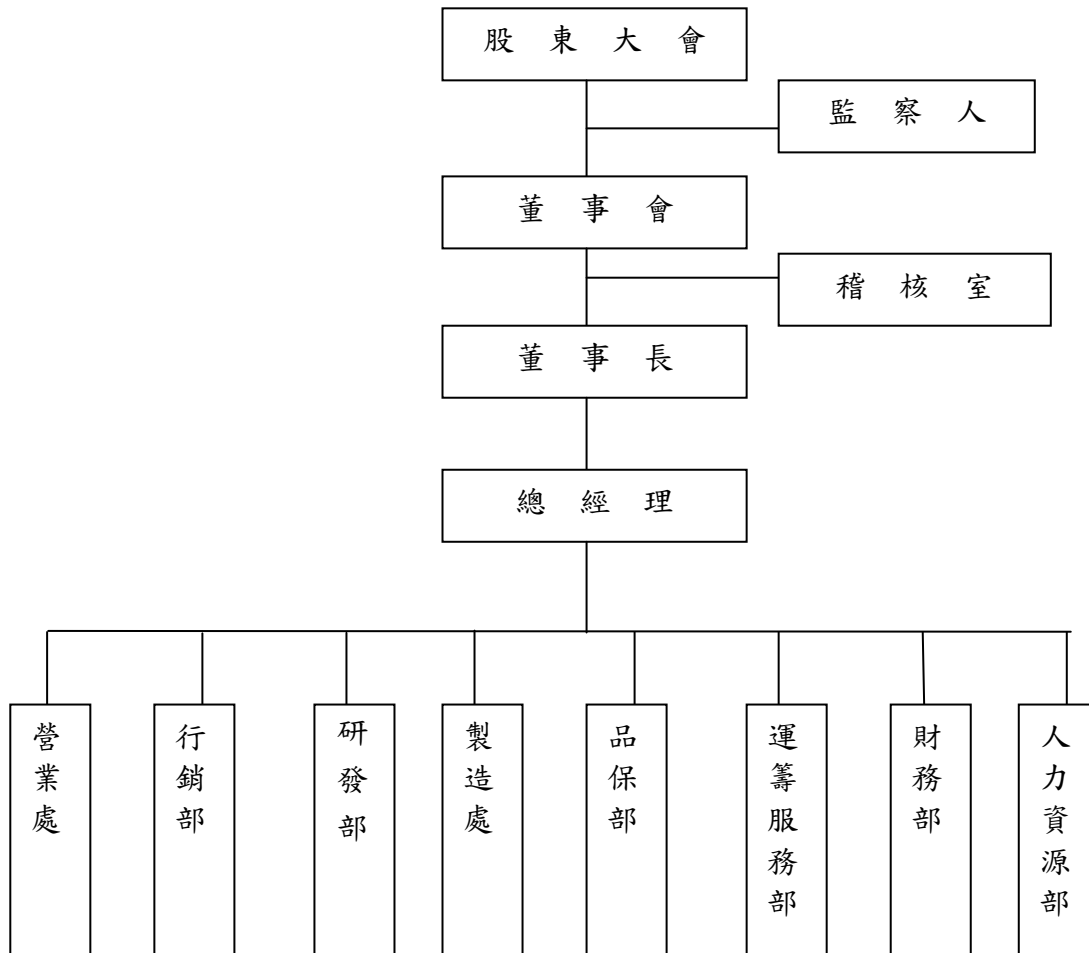 股東大會
監察人
董事會
稽核室
董事長
總經理
營業處
行銷部
研發部
製造處
品保部
運籌服務部
財務部
人力資源部